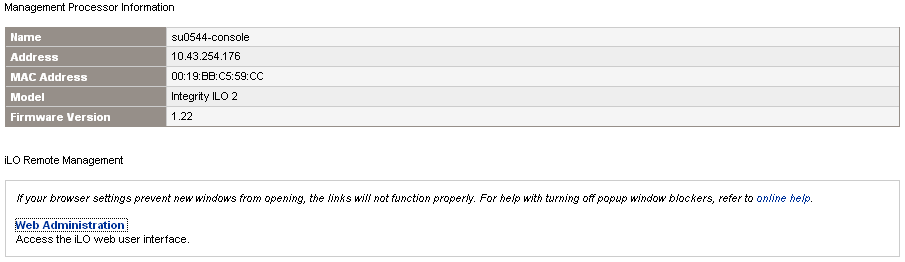 Management Processor Information
Name su0544-console
Address 10.43.254.176
MAC Address 00:19:BB:C5:59:CC
Model Integrity ILO 2
Firmware Version 1.22
iLO Remote Management
If your browser settings prevent new windows from opening, the links will not function properly. For help with turning off popup window blockers, refer to online help.
Web Administration
Access the iLO web user interface.